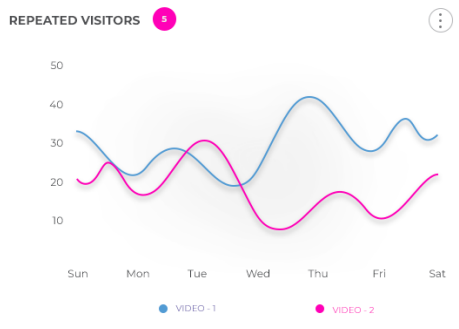 REPEATED VISITORS 5
50
40
30
20
10
Sun Mon Tue Wed Thu Fri Sat
VIDEO - 1 VIDEO - 2